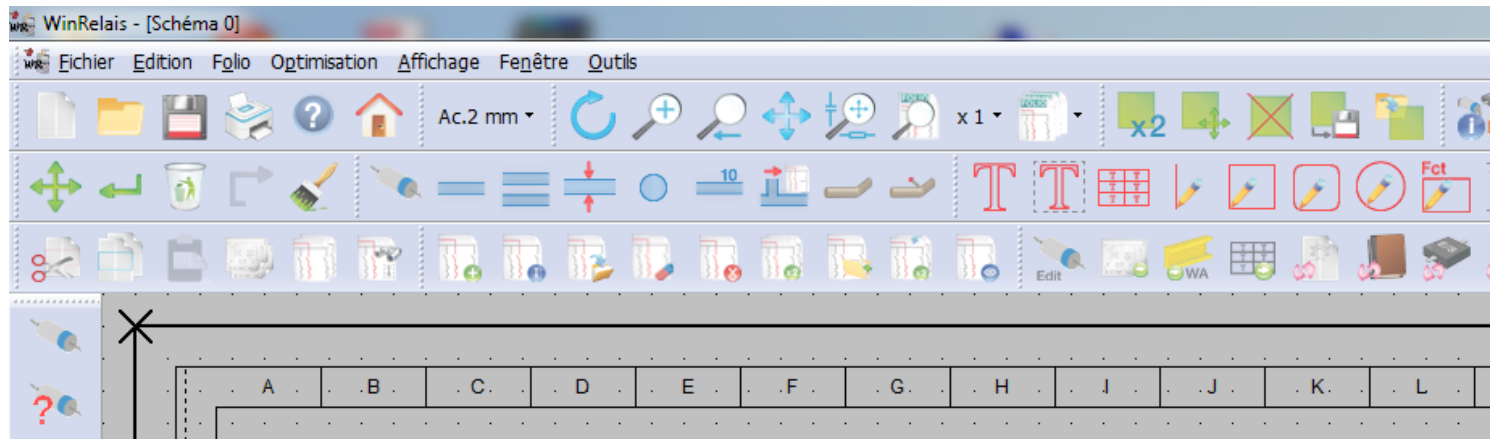 WinRelais - [Schéma 0]
Fichier Edition Folio Optimisation Affichage Fenêtre Outils
Ac.2 mm x 1 FOLIO x2
10 T T Fct
Edit WA
A B C D E F G H I J K L
?